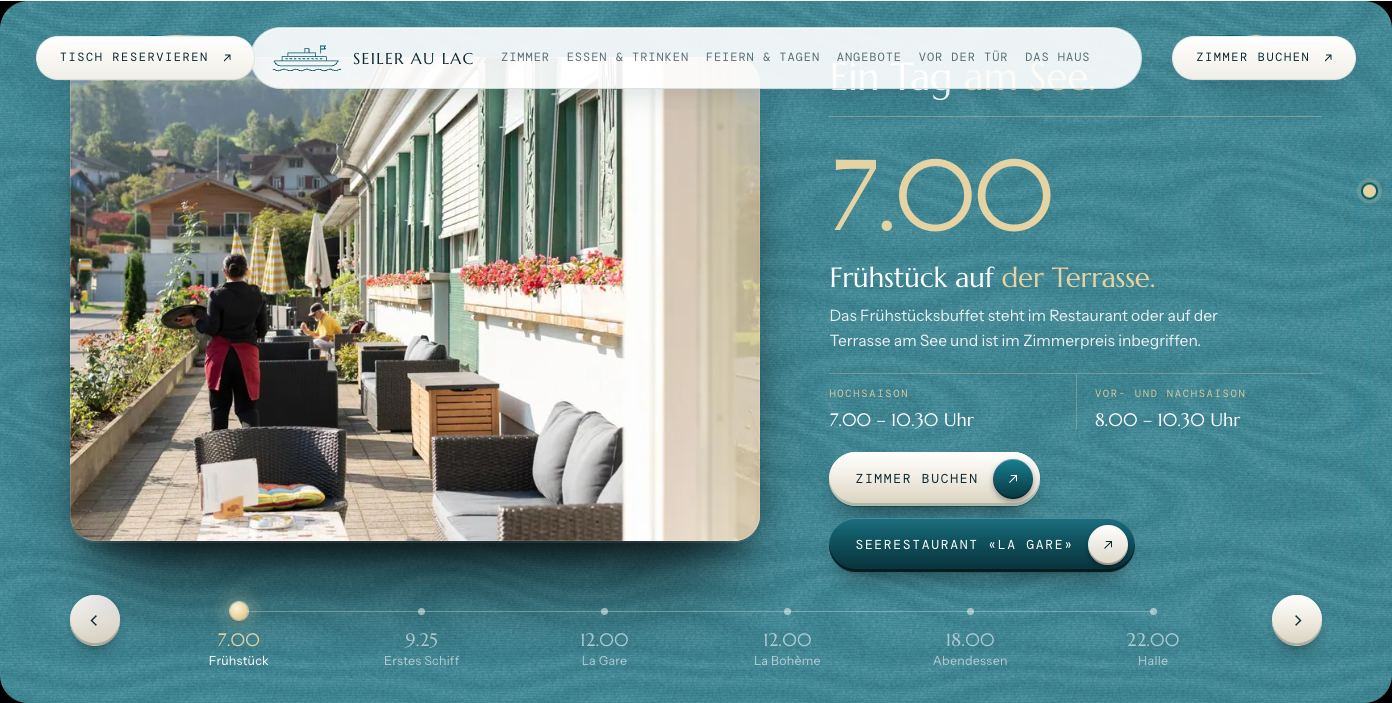 TISCH RESERVIEREN
SEILER AU LAC
ZIMMER
ESSEN & TRINKEN
FEIERN & TAGEN
ANGEBOTE
VOR DER TÜR
DAS HAUS
ZIMMER BUCHEN
Ein Tag am See.
7.00
Frühstück auf der Terrasse.
Das Frühstücksbuffet steht im Restaurant oder auf der
Terrasse am See und ist im Zimmerpreis inbegriffen.
HOCHSAISON
7.00 – 10.30 Uhr
VOR- UND NACHSAISON
8.00 – 10.30 Uhr
ZIMMER BUCHEN
SEERESTAURANT «LA GARE»
7.00
Frühstück
9.25
Erstes Schiff
12.00
La Gare
12.00
La Bohème
18.00
Abendessen
22.00
Halle